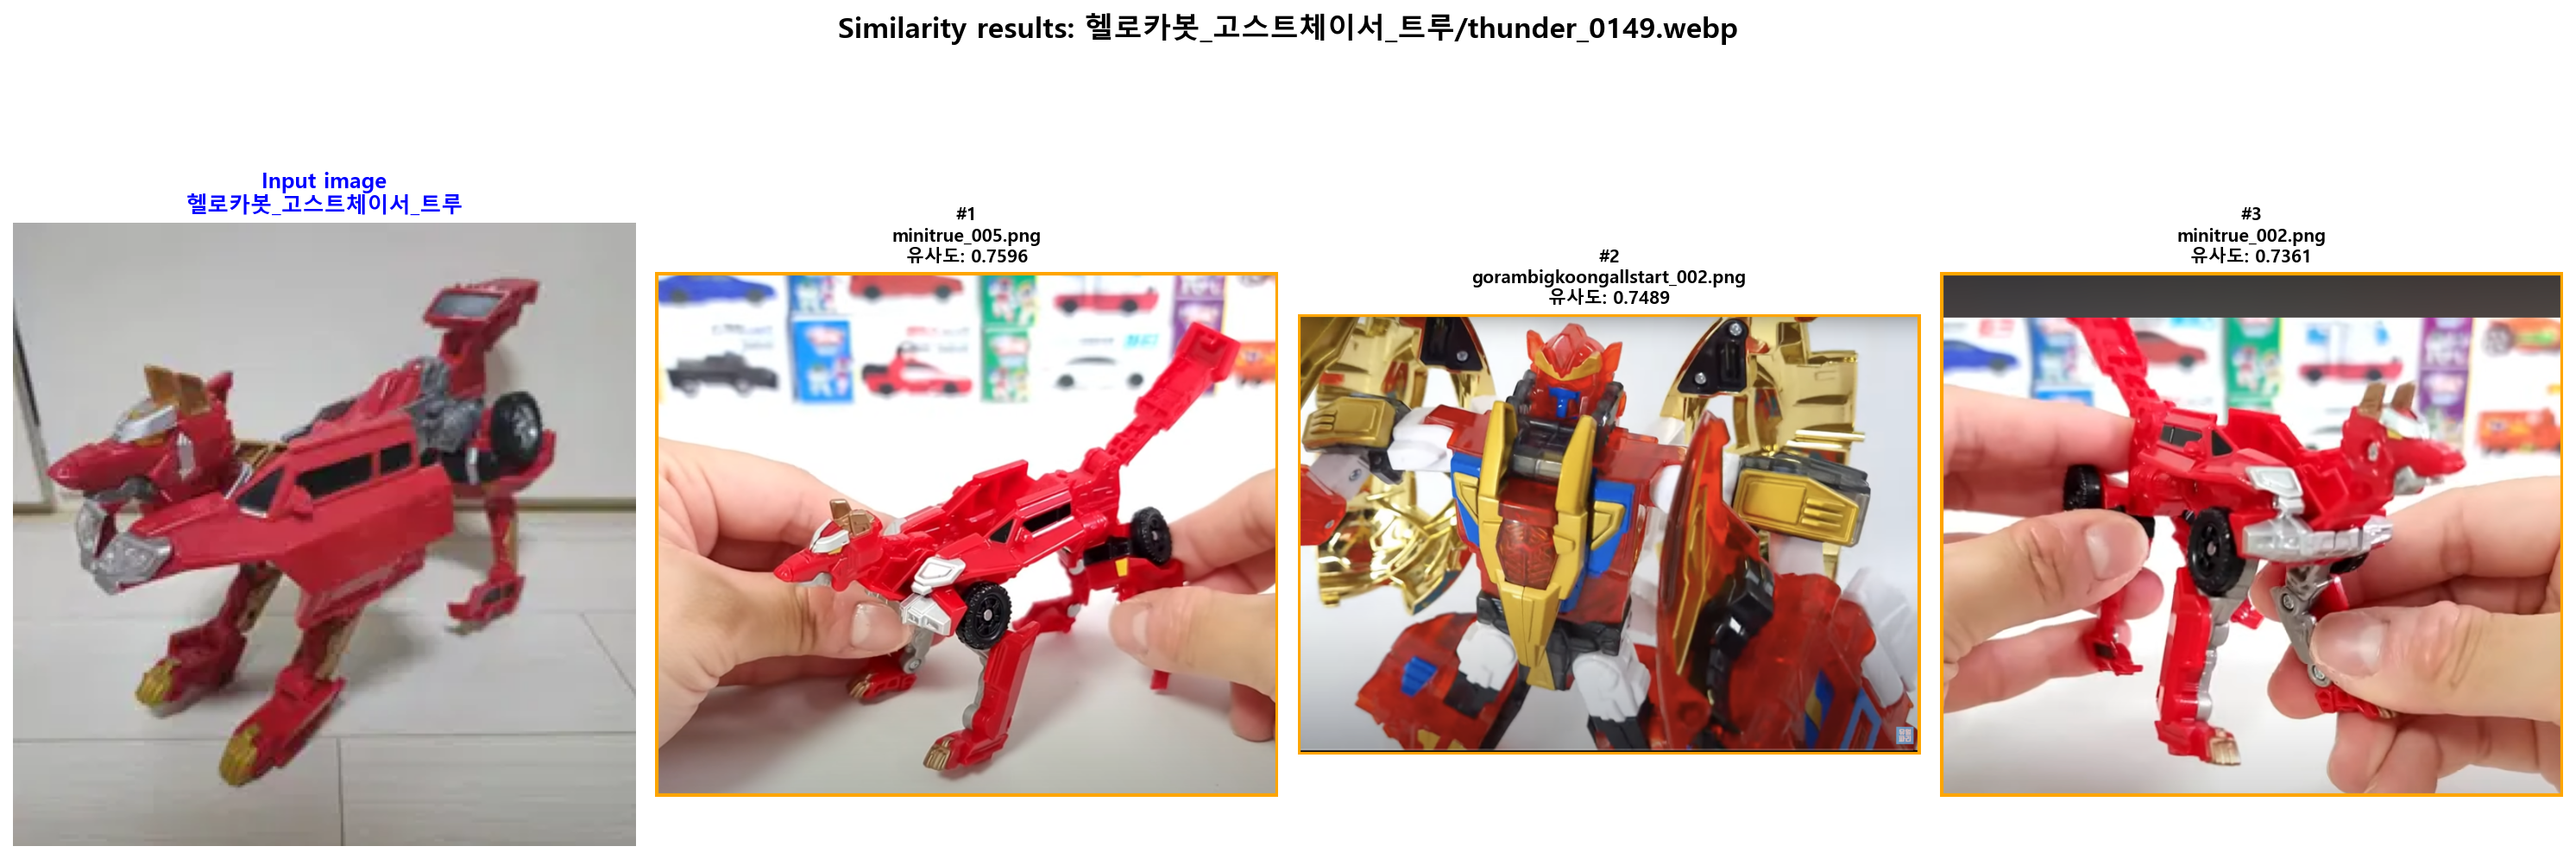 Similarity results: 헬로카봇_고스트체이서_트루/thunder_0149.webp
Input image
헬로카봇_고스트체이서_트루
#1
minitrue_005.png
유사도: 0.7596
#2
gorambigkoongallstart_002.png
유사도: 0.7489
#3
minitrue_002.png
유사도: 0.7361